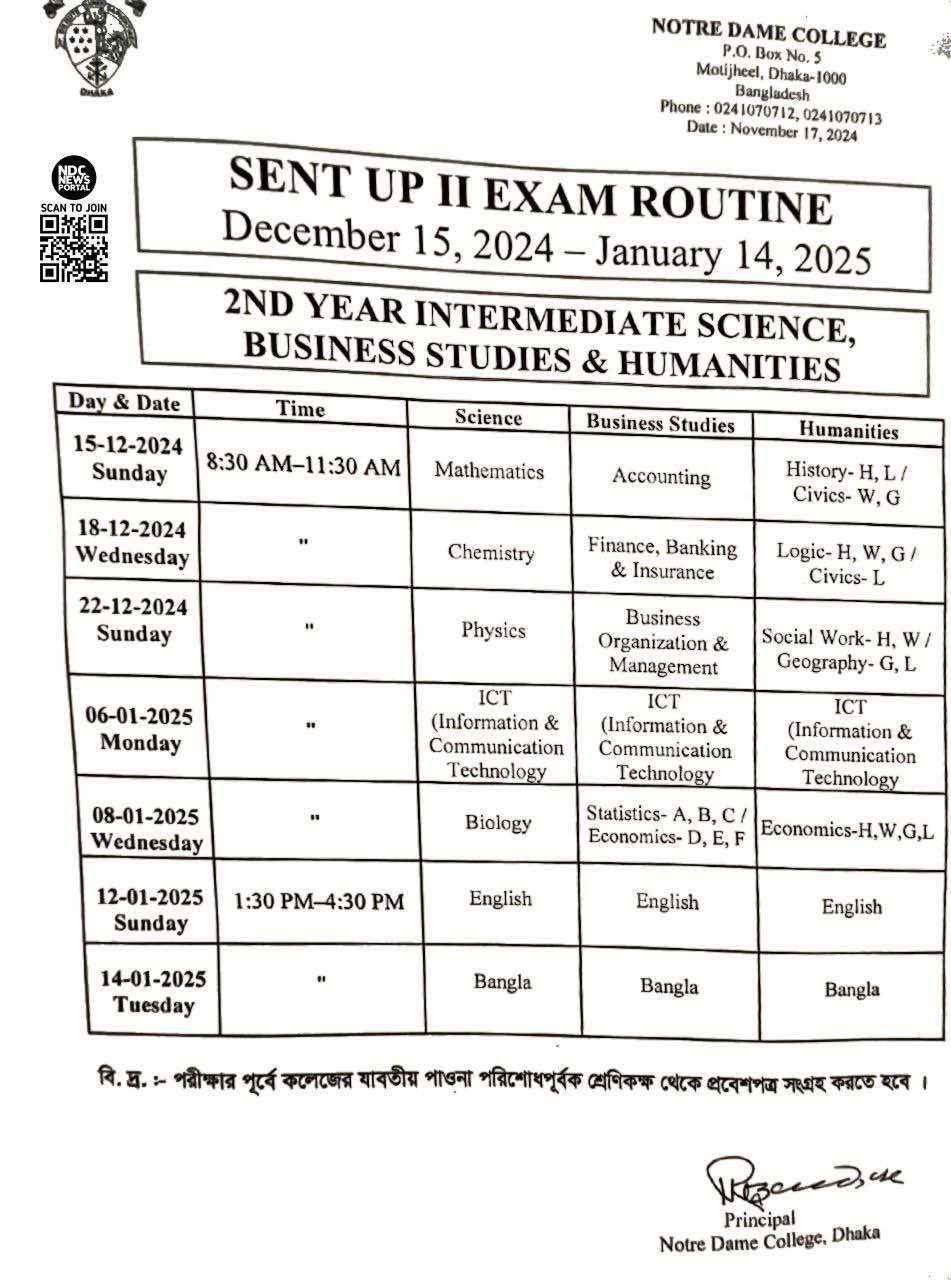 DHAKA
NOTRE DAME COLLEGE
P.O. Box No. 5
Motijheel, Dhaka-1000
Bangladesh
Phone : 0241070712, 0241070713
Date : November 17, 2024
NDC
NEWS
PORTAL
SCAN TO JOIN
SENT UP II EXAM ROUTINE
December 15, 2024 – January 14, 2025
2ND YEAR INTERMEDIATE SCIENCE,
BUSINESS STUDIES & HUMANITIES
Day & Date Time Science Business Studies Humanities
15-12-2024
Sunday
8:30 AM–11:30 AM
Mathematics
Accounting
History- H, L /
Civics- W, G
18-12-2024
Wednesday
"
Chemistry
Finance, Banking
& Insurance
Logic- H, W, G /
Civics- L
22-12-2024
Sunday
"
Physics
Business
Organization &
Management
Social Work- H, W /
Geography- G, L
06-01-2025
Monday
"
ICT
(Information &
Communication
Technology
ICT
(Information &
Communication
Technology
ICT
(Information &
Communication
Technology
08-01-2025
Wednesday
"
Biology
Statistics- A, B, C /
Economics- D, E, F
Economics-H,W,G,L
12-01-2025
Sunday
1:30 PM–4:30 PM
English
English
English
14-01-2025
Tuesday
"
Bangla
Bangla
Bangla
বি. দ্র. :- পরীক্ষার পূর্বে কলেজের যাবতীয় পাওনা পরিশোধপূর্বক শ্রেণিকক্ষ থেকে প্রবেশপত্র সংগ্রহ করতে হবে ।
Principal
Notre Dame College, Dhaka